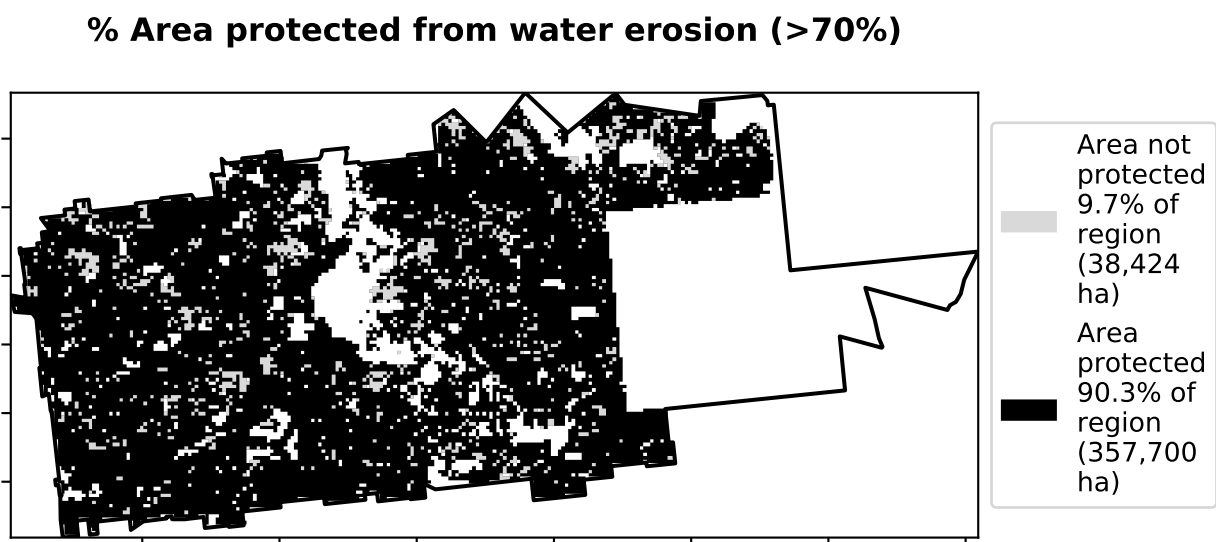 % Area protected from water erosion (>70%)
Area not
protected
9.7% of
region
(38,424
ha)
Area
protected
90.3% of
region
(357,700
ha)